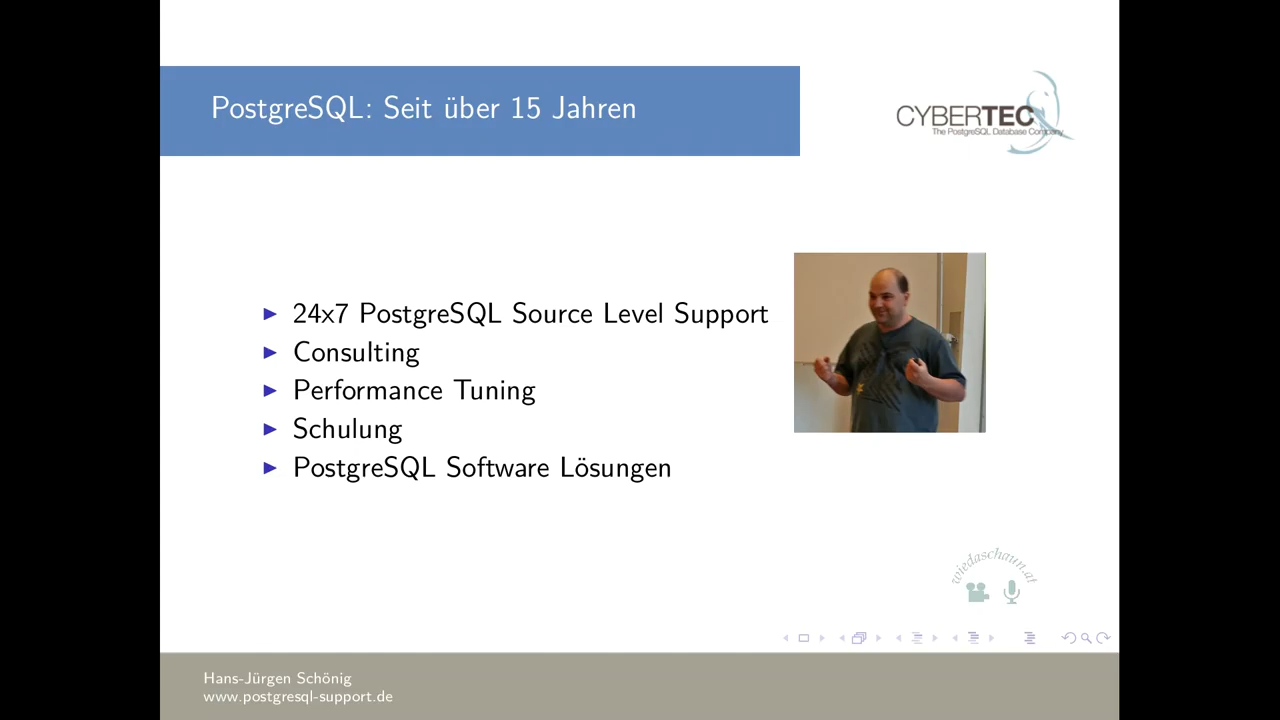 PostgreSQL: Seit über 15 Jahren
CYBERTEC
The PostgreSQL Database Company
24x7 PostgreSQL Source Level Support
Consulting
Performance Tuning
Schulung
PostgreSQL Software Lösungen
wiedaschaun.at
Hans-Jürgen Schönig
www.postgresql-support.de